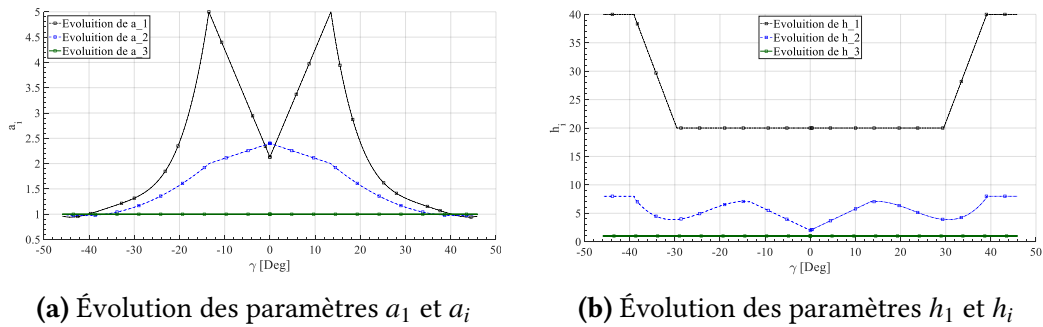 5
4.5
4
3.5
3
2.5
2
1.5
1
0.5
a_i
Evoluition de a_1
Evoluition de a_2
Evoluition de a_3
-50 -40 -30 -20 -10 0 10 20 30 40 50
γ [Deg]
40
35
30
25
20
15
10
5
0
h_i
Evoluition de h_1
Evoluition de h_2
Evoluition de h_3
-50 -40 -30 -20 -10 0 10 20 30 40 50
γ [Deg]
(a) Évolution des paramètres a₁ et aᵢ
(b) Évolution des paramètres h₁ et hᵢ